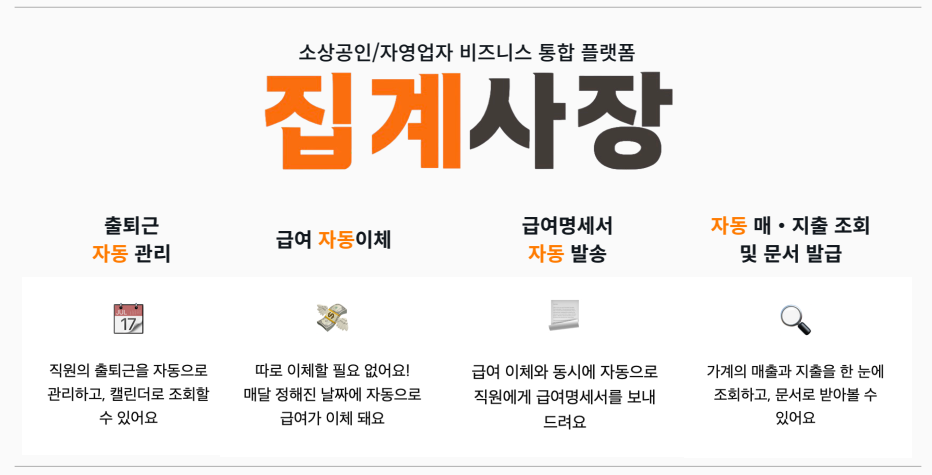 소상공인/자영업자 비즈니스 통합 플랫폼
집계사장
출퇴근
자동 관리
급여 자동이체
급여명세서
자동 발송
자동 매•지출 조회
및 문서 발급
JUL
17
직원의 출퇴근을 자동으로
관리하고, 캘린더로 조회할
수 있어요
따로 이체할 필요 없어요!
매달 정해진 날짜에 자동으로
급여가 이체 돼요
급여 이체와 동시에 자동으로
직원에게 급여명세서를 보내
드려요
가계의 매출과 지출을 한 눈에
조회하고, 문서로 받아볼 수
있어요